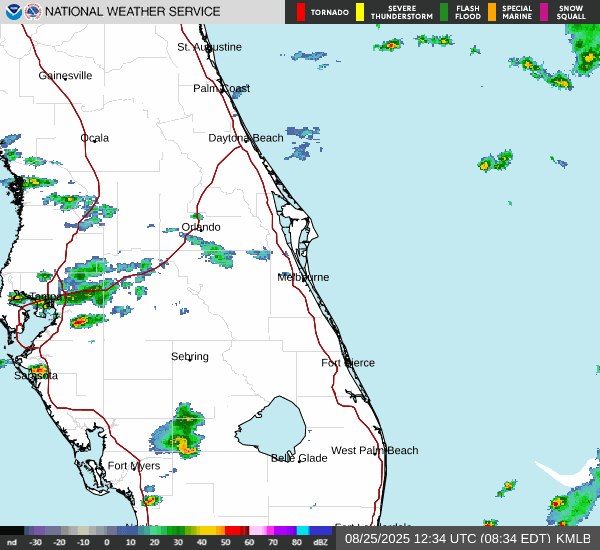 NATIONAL WEATHER SERVICE
TORNADO
SEVERE THUNDERSTORM
FLASH FLOOD
SPECIAL MARINE
SNOW SQUALL
St. Augustine
Gainesville
Palm Coast
Ocala
Daytona Beach
Orlando
Melbourne
Tampa
Sebring
Fort Pierce
Sarasota
West Palm Beach
Belle Glade
Fort Myers
nd -30 -20 -10 0 10 20 30 40 50 60 70 80 dBZ
08/25/2025 12:34 UTC (08:34 EDT) KMLB